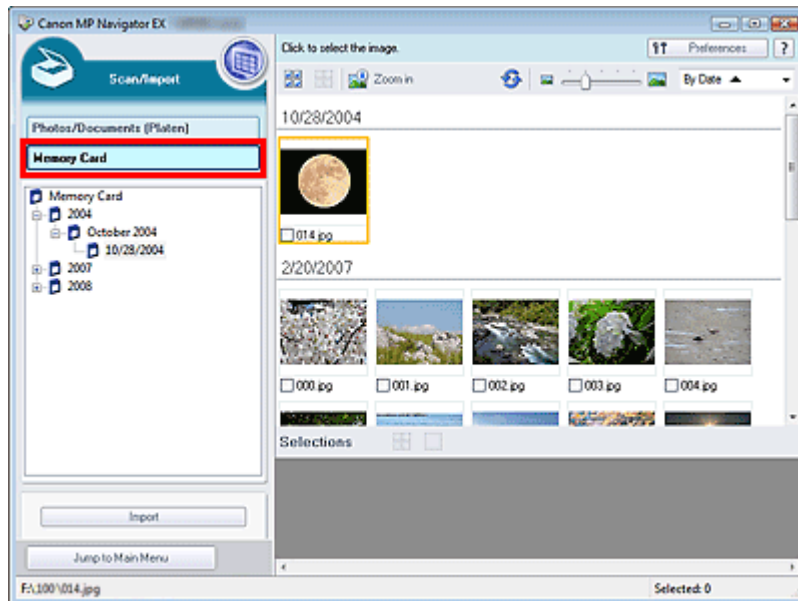 Canon MP Navigator EX
Scan/Import
Click to select the image.
Preferences
?
Zoom in
By Date
Photos/Documents (Platen)
Memory Card
Memory Card
2004
October 2004
10/28/2004
2007
2008
10/28/2004
014.jpg
2/20/2007
000.jpg
001.jpg
002.jpg
003.jpg
004.jpg
Selections
Import
Jump to Main Menu
F:\100\014.jpg
Selected: 0